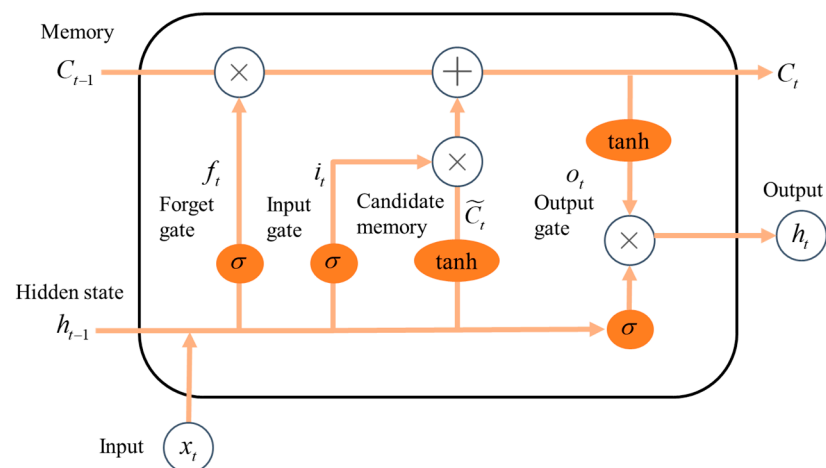 Memory
C_{t-1}
×
+
C_t
tanh
f_t
i_t
×
o_t
Output
Forget
gate
Input
gate
Candidate
memory
C̃_t
Output
gate
×
h_t
σ
σ
tanh
Hidden state
h_{t-1}
σ
Input
x_t